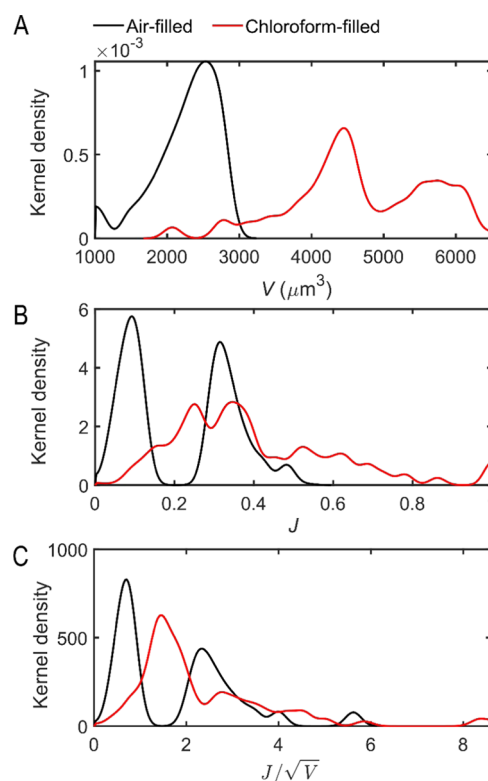 A
Air-filled Chloroform-filled
×10⁻³
1
0.5
0
Kernel density
1000 2000 3000 4000 5000 6000
V (μm³)
B
6
4
2
0
Kernel density
0 0.2 0.4 0.6 0.8
J
C
1000
500
0
Kernel density
0 2 4 6 8
J/√V